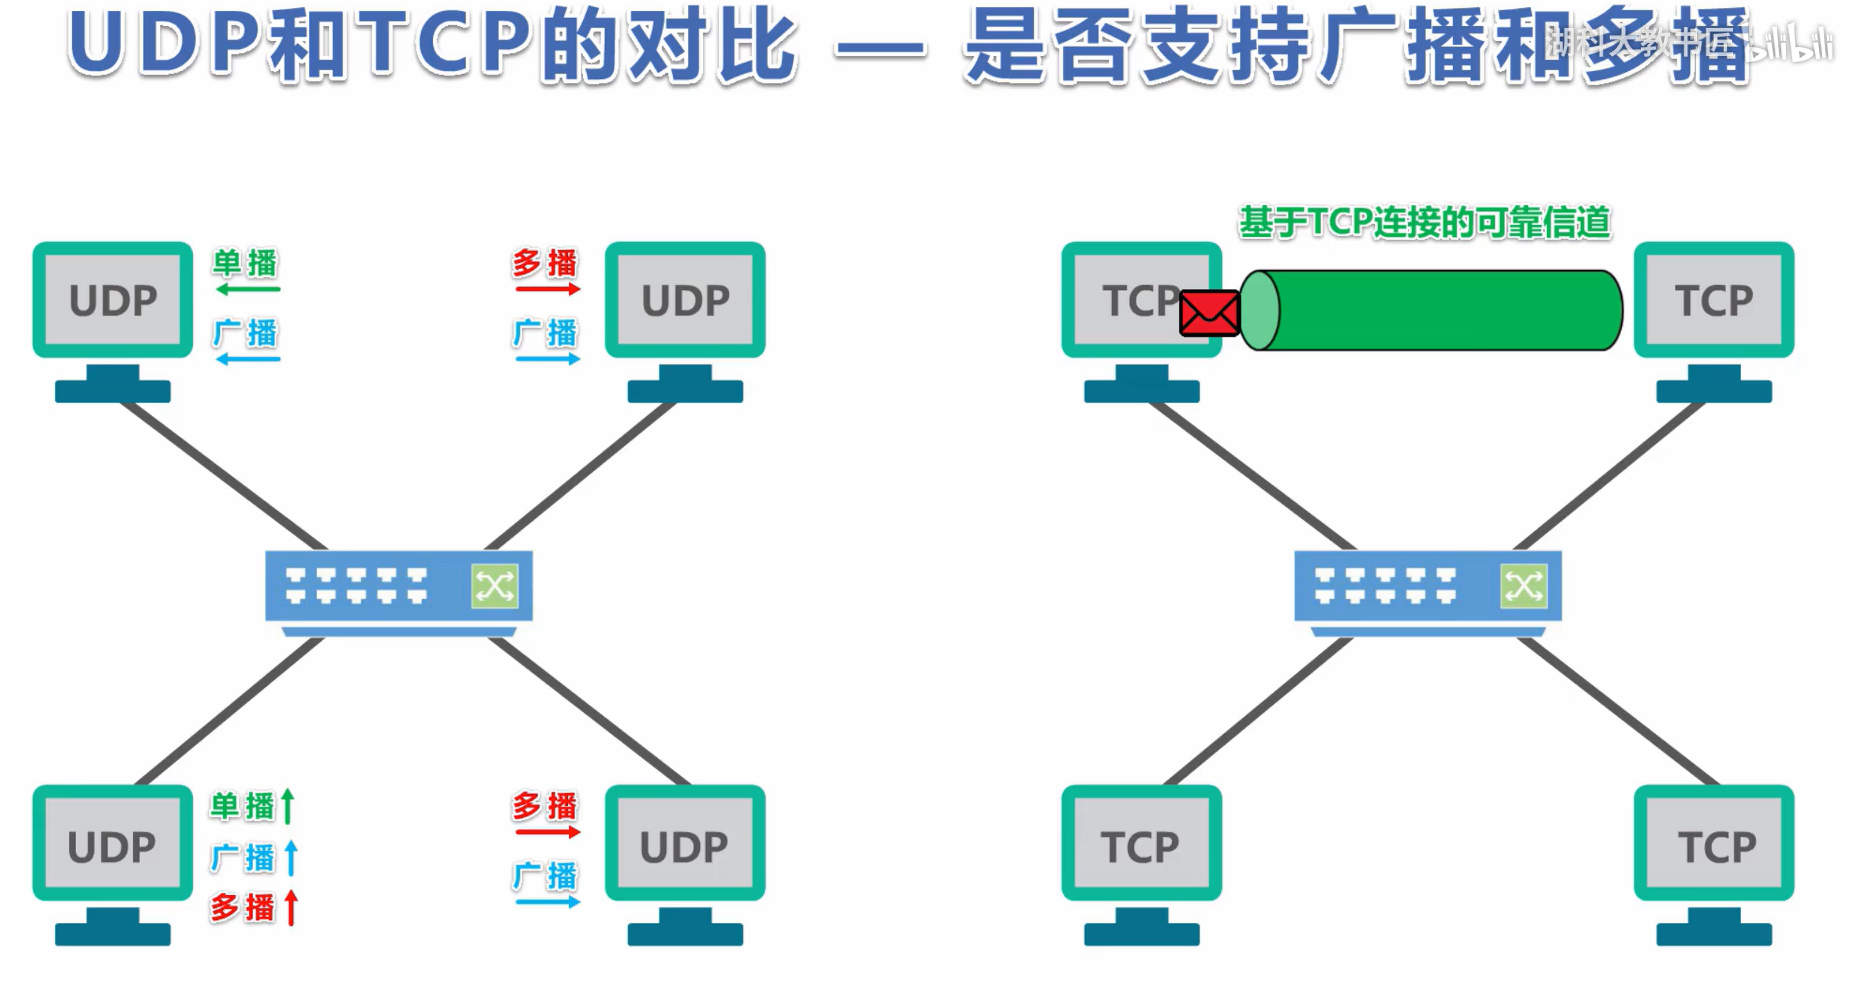 UDP和TCP的对比 — 是否支持广播和多播
湖科大教书匠 bilibili
UDP
单播
广播
多播
广播
UDP
UDP
单播
广播
多播
多播
广播
UDP
基于TCP连接的可靠信道
TCP
TCP
TCP
TCP